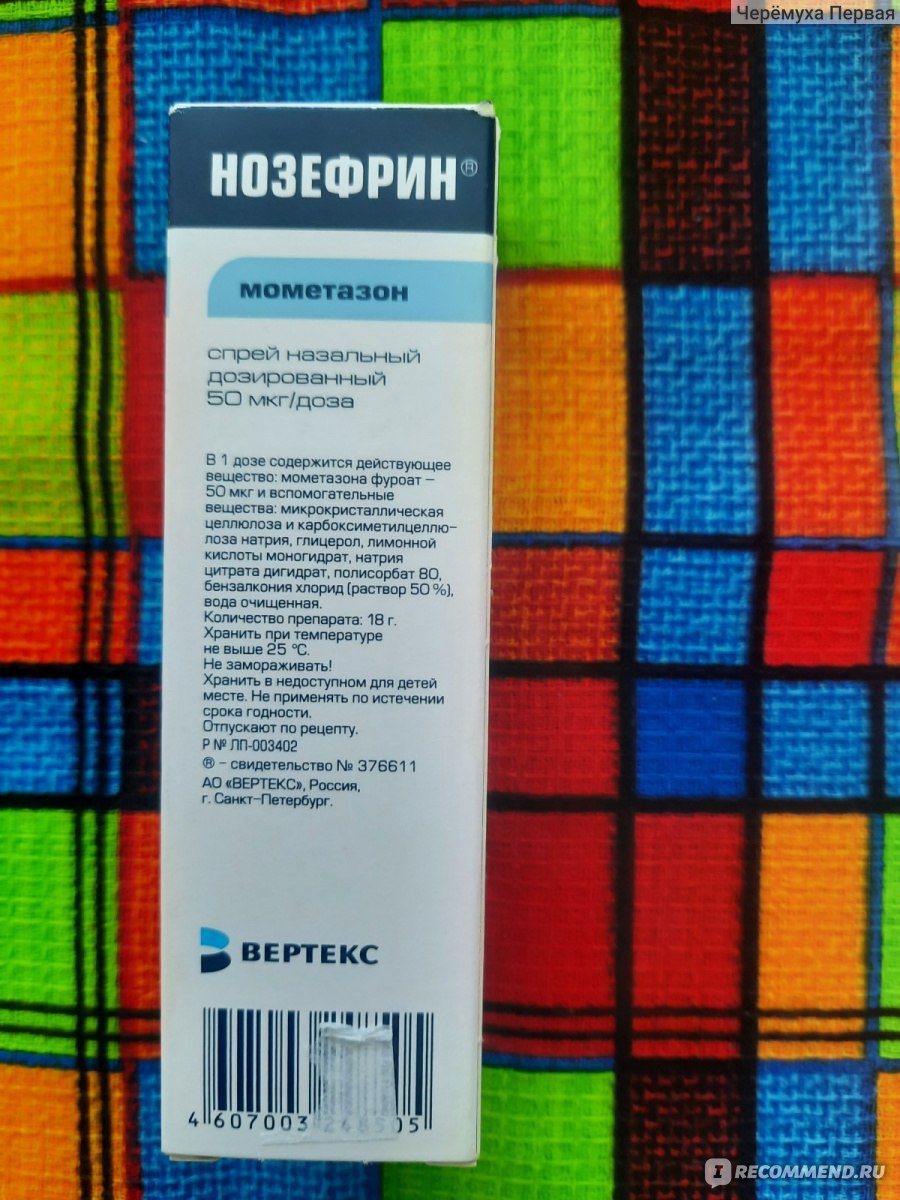 Черёмуха Первая
НОЗЕФРИН®
мометазон
спрей назальный
дозированный
50 мкг/доза
В 1 дозе содержится действующее
вещество: мометазона фуроат –
50 мкг и вспомогательные
вещества: микрокристаллическая
целлюлоза и карбоксиметилцеллю–
лоза натрия, глицерол, лимонной
кислоты моногидрат, натрия
цитрата дигидрат, полисорбат 80,
бензалкония хлорид (раствор 50 %),
вода очищенная.
Количество препарата: 18 г.
Хранить при температуре
не выше 25 °С.
Не замораживать!
Хранить в недоступном для детей
месте. Не применять по истечении
срока годности.
Отпускают по рецепту.
Р № ЛП-003402
® – свидетельство № 376611
АО «ВЕРТЕКС», Россия,
г. Санкт–Петербург.
ВЕРТЕКС
4 607003 248505
I RECOMMEND.RU